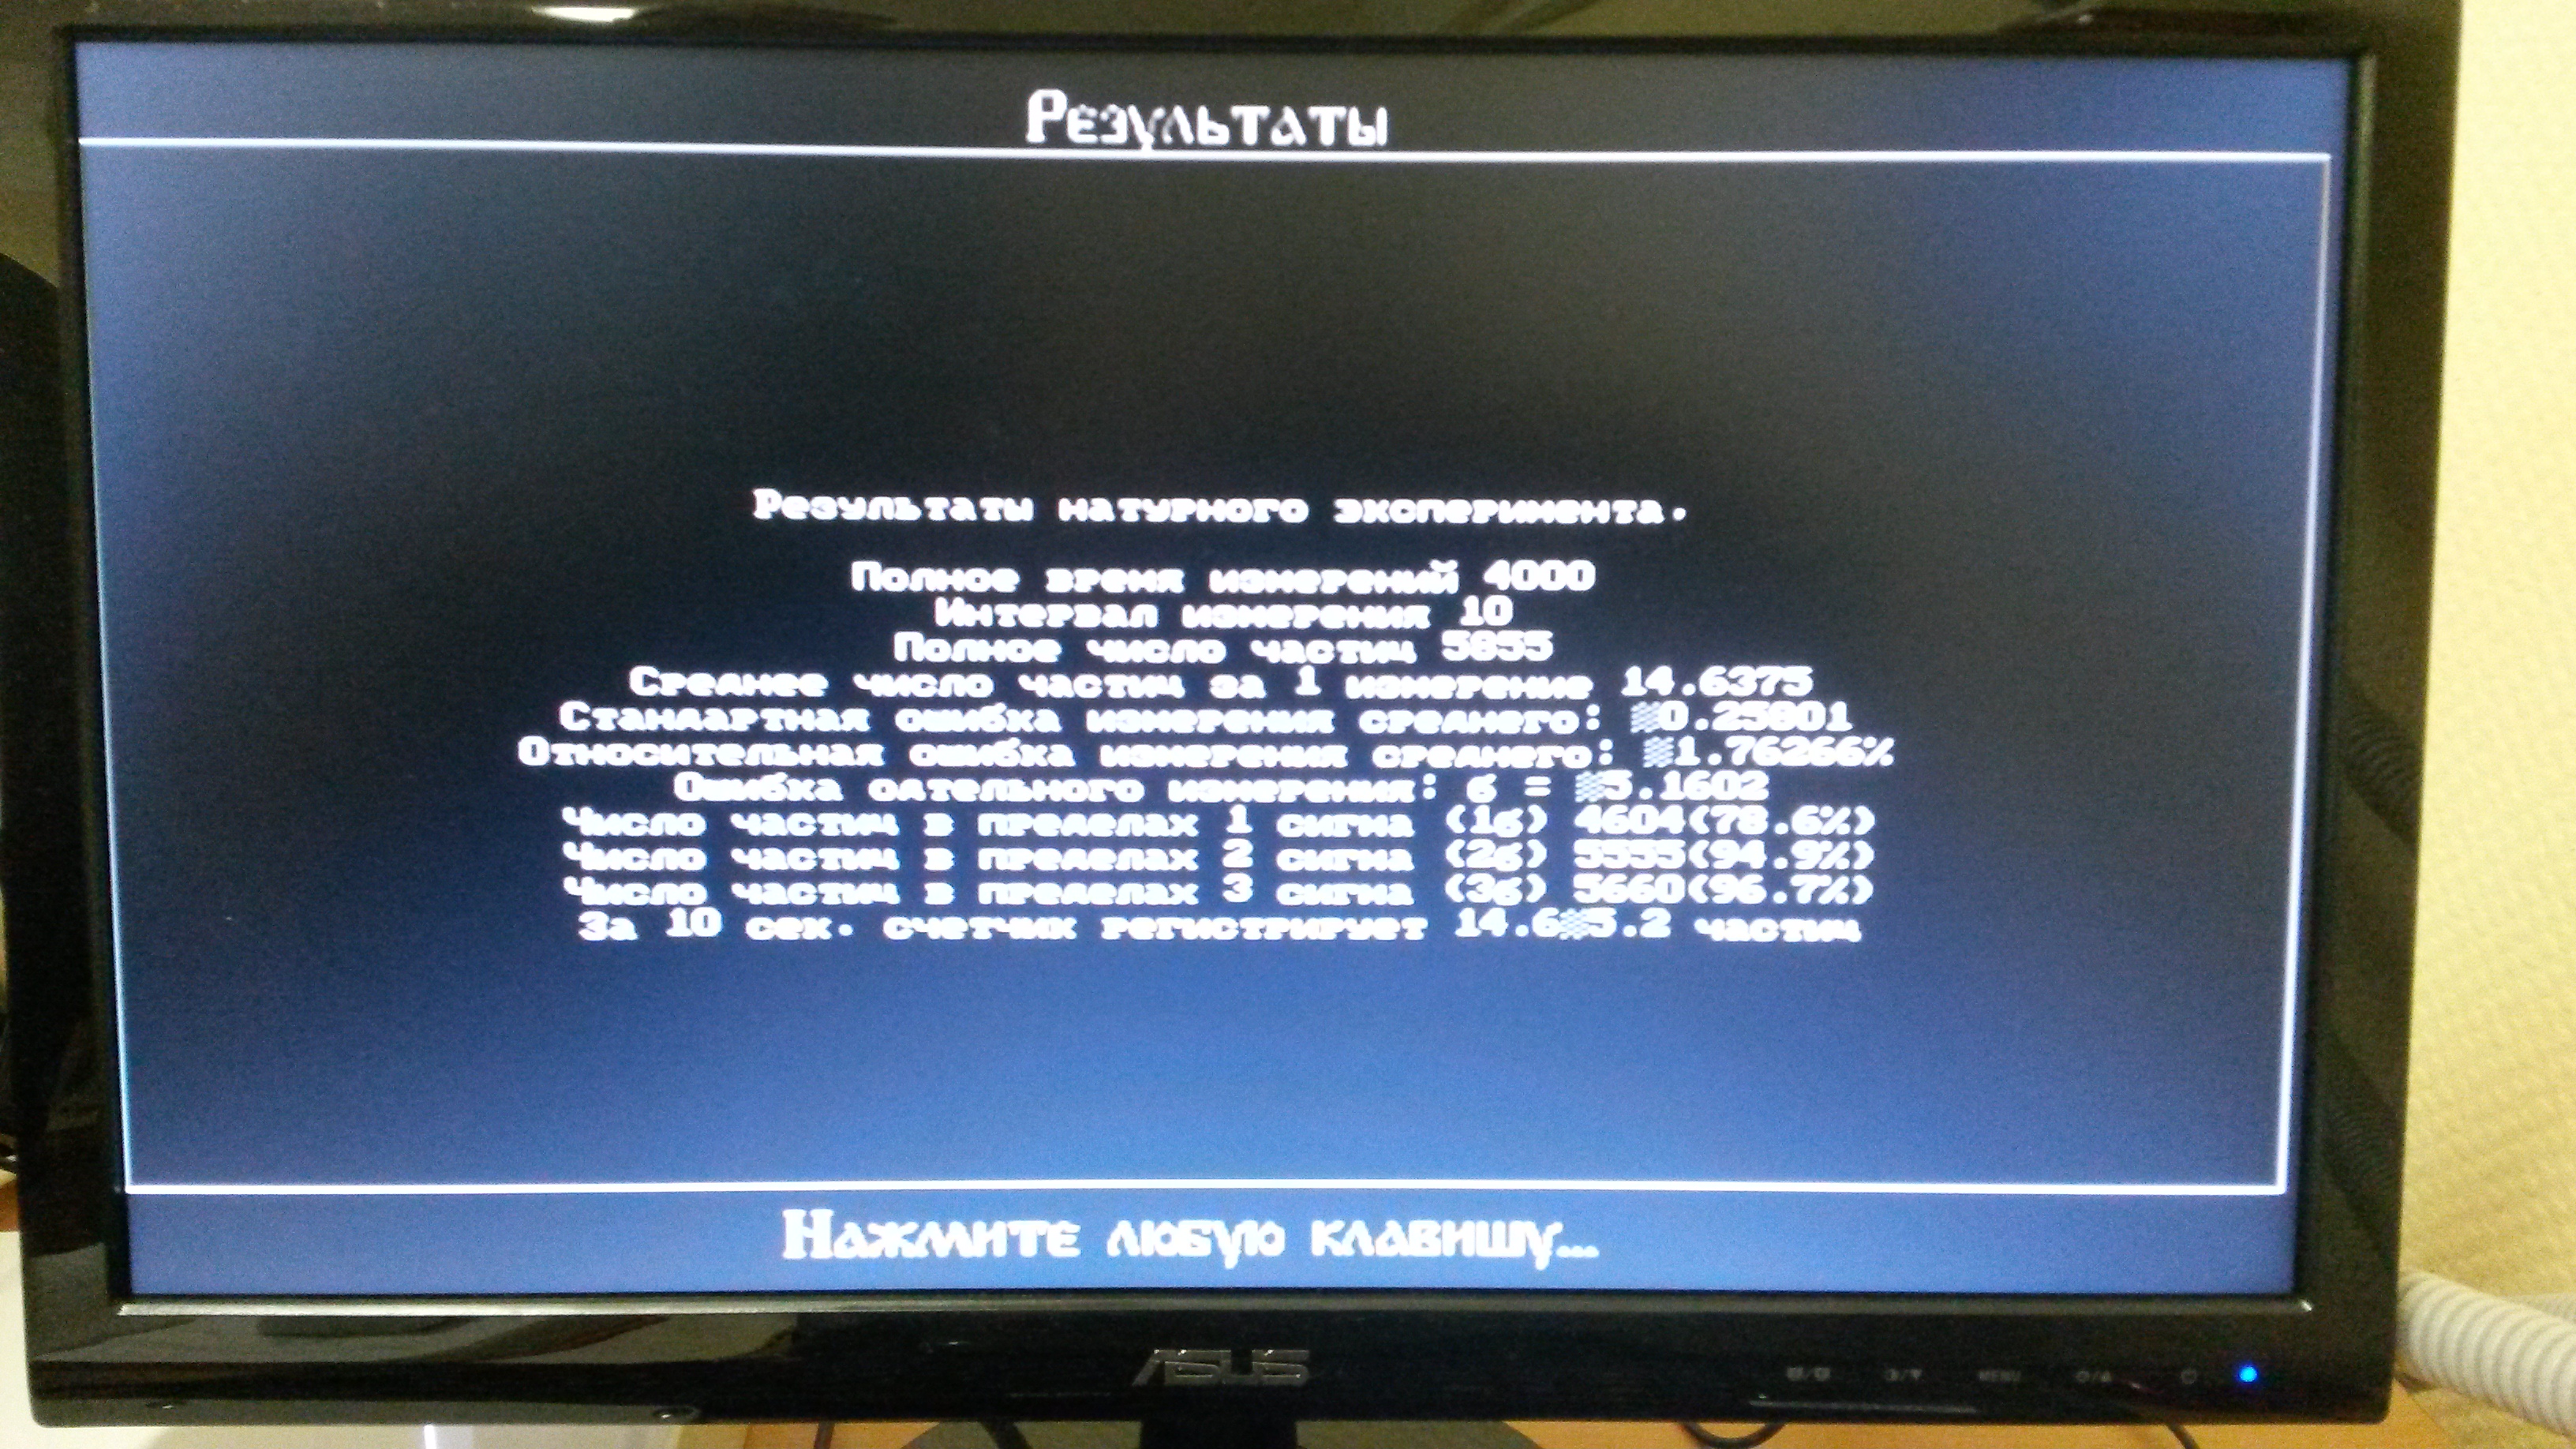 Результаты
Результаты натурного эксперимента.
Полное время измерений 4000
Интервал измерения 10
Полное число частиц 5855
Среднее число частиц за 1 измерение 14.6375
Стандартная ошибка измерения среднего: ▒0.25801
Относительная ошибка измерения среднего: ▒1.76266%
Ошибка одтельного измерения: б = ▒5.1602
Число частиц в пределах 1 сигма (1б) 4604(78.6%)
Число частиц в пределах 2 сигма (2б) 5555(94.9%)
Число частиц в пределах 3 сигма (3б) 5660(96.7%)
За 10 сек. счетчик регистрирует 14.6▒5.2 частиц
Нажмите любую клавишу...
ASUS
MENU